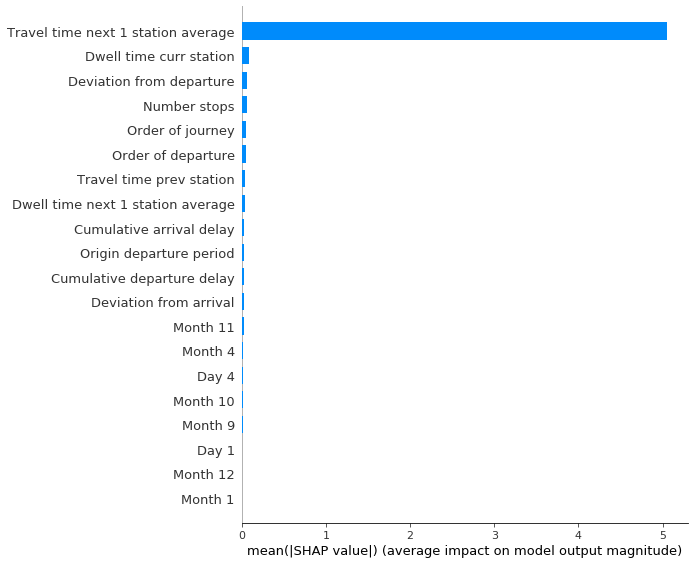 Travel time next 1 station average
Dwell time curr station
Deviation from departure
Number stops
Order of journey
Order of departure
Travel time prev station
Dwell time next 1 station average
Cumulative arrival delay
Origin departure period
Cumulative departure delay
Deviation from arrival
Month 11
Month 4
Day 4
Month 10
Month 9
Day 1
Month 12
Month 1
0 1 2 3 4 5
mean(|SHAP value|) (average impact on model output magnitude)